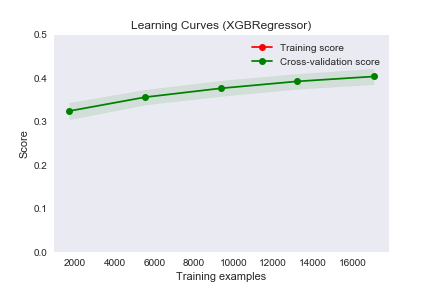 Learning Curves (XGBRegressor)
Training score
Cross-validation score
0.5
0.4
0.3
0.2
0.1
0.0
Score
2000 4000 6000 8000 10000 12000 14000 16000
Training examples